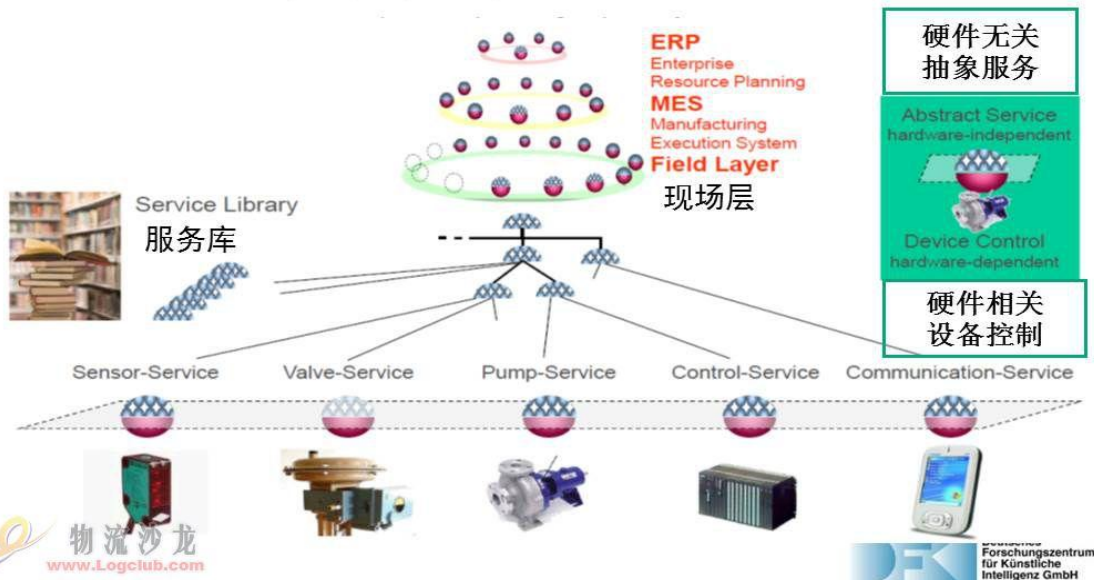 ERP
Enterprise
Resource Planning
MES
Manufacturing
Execution System
Field Layer
现场层
硬件无关
抽象服务
Abstract Service
hardware-independent
Device Control
hardware-dependent
硬件相关
设备控制
Service Library
服务库
Sensor-Service
Valve-Service
Pump-Service
Control-Service
Communication-Service
物流沙龙
www.Logclub.com
Deutsches
Forschungszentrum
für Künstliche
Intelligenz GmbH